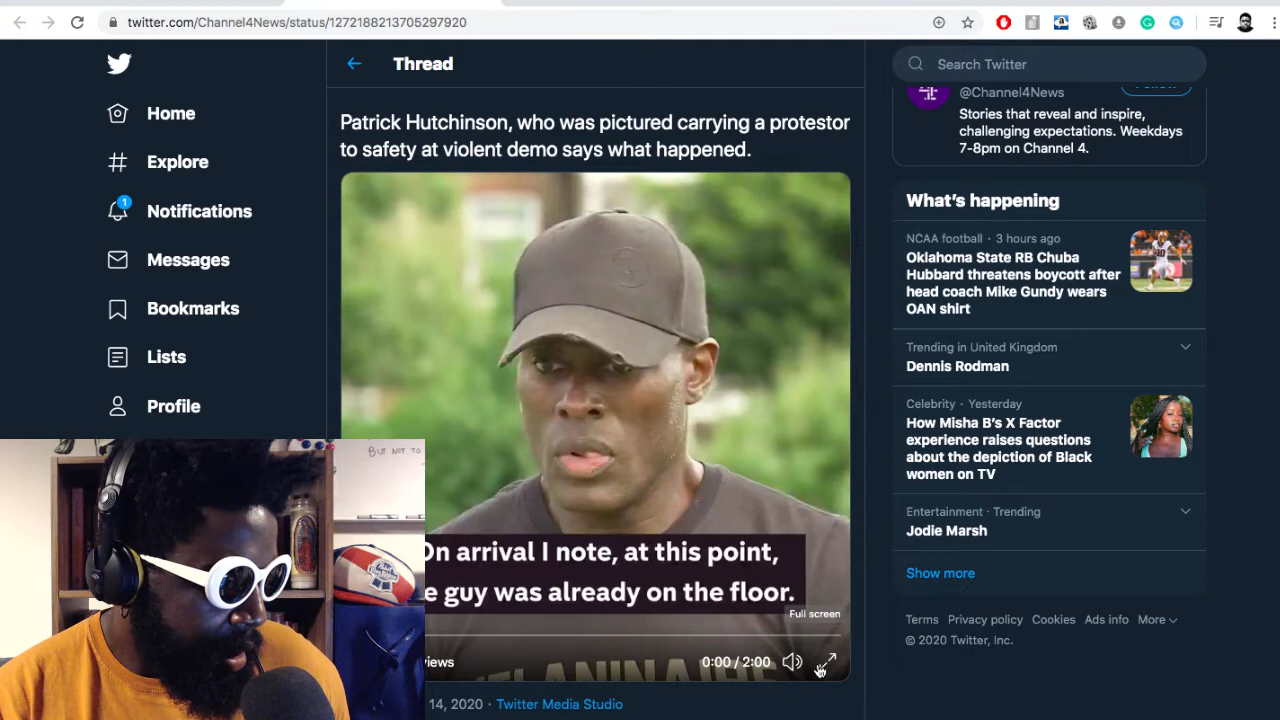 twitter.com/Channel4News/status/1272188213705297920
Thread
Search Twitter
Home
Explore
1
Notifications
Messages
Bookmarks
Lists
Profile
Patrick Hutchinson, who was pictured carrying a protestor
to safety at violent demo says what happened.
On arrival I note, at this point,
e guy was already on the floor.
Full screen
iews
0:00 / 2:00
14, 2020 · Twitter Media Studio
BUT NOT TO
@Channel4News
Stories that reveal and inspire,
challenging expectations. Weekdays
7-8pm on Channel 4.
What's happening
NCAA football · 3 hours ago
Oklahoma State RB Chuba
Hubbard threatens boycott after
head coach Mike Gundy wears
OAN shirt
Trending in United Kingdom
Dennis Rodman
Celebrity · Yesterday
How Misha B's X Factor
experience raises questions
about the depiction of Black
women on TV
Entertainment · Trending
Jodie Marsh
Show more
Terms Privacy policy Cookies Ads info More
© 2020 Twitter, Inc.